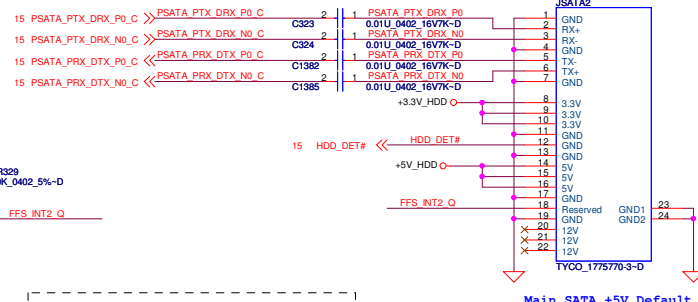 JSATA2
15 PSATA_PTX_DRX_P0_C PSATA_PTX_DRX_P0_C 2 1 PSATA_PTX_DRX_P0 1 GND
C323 0.01U_0402_16V7K~D 2 RX+
15 PSATA_PTX_DRX_N0_C PSATA_PTX_DRX_N0_C 2 1 PSATA_PTX_DRX_N0 3 RX-
C324 0.01U_0402_16V7K~D 4 GND
15 PSATA_PRX_DTX_P0_C PSATA_PRX_DTX_P0_C 2 1 PSATA_PRX_DTX_P0 5 TX-
C1382 0.01U_0402_16V7K~D 6 TX+
15 PSATA_PRX_DTX_N0_C PSATA_PRX_DTX_N0_C 2 1 PSATA_PRX_DTX_N0 7 GND
C1385 0.01U_0402_16V7K~D
+3.3V_HDD 8 3.3V
9 3.3V
10 3.3V
11 GND
15 HDD_DET# HDD_DET# 12 GND
13 GND
+5V_HDD 14 5V
15 5V
16 5V
R329
0K_0402_5%~D
17 GND
FFS_INT2_Q FFS_INT2_Q 18 Reserved GND1 23
19 GND GND2 24
20 12V
21 12V
22 12V
TYCO_1775770-3~D
Main SATA +5V Default